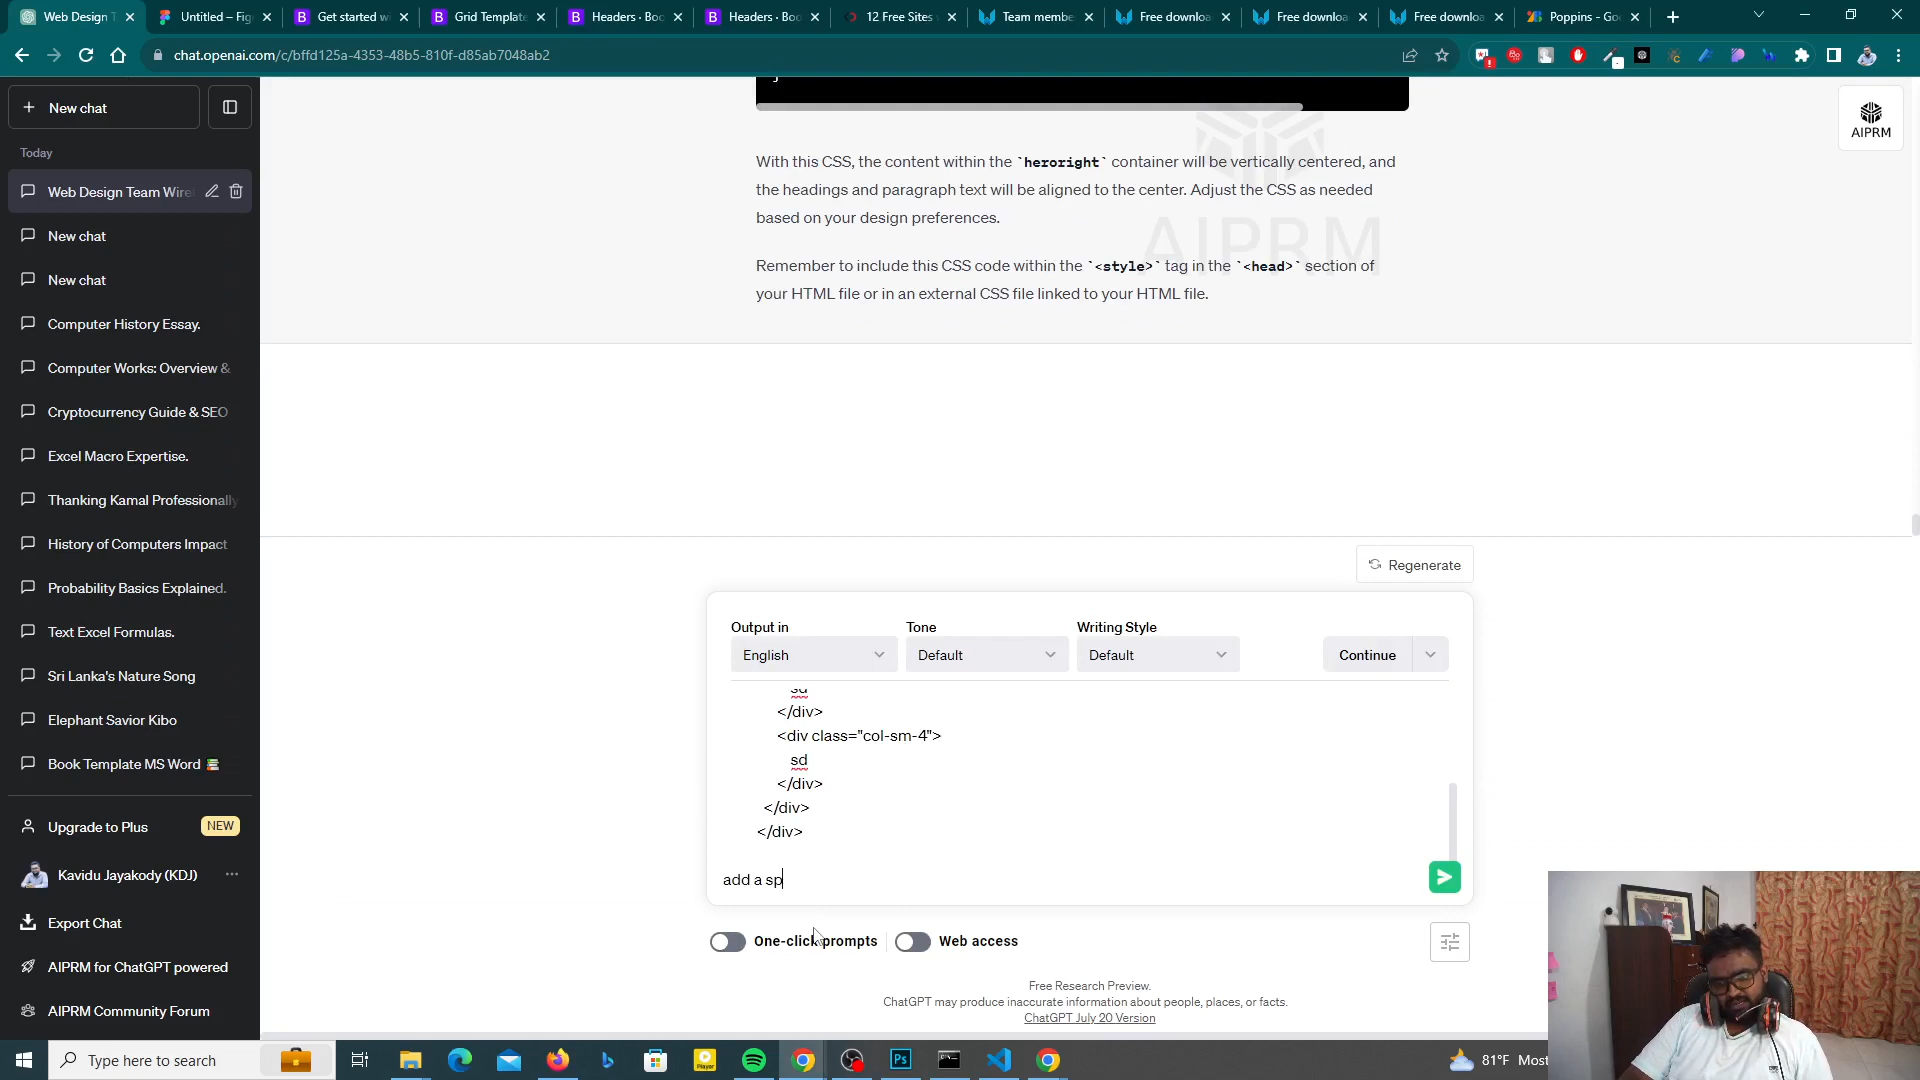 Web Design T
Untitled – Fig
Get started w
Grid Template
Headers · Boo
Headers · Boo
12 Free Sites
Team membe
Free downloa
Free downloa
Free downloa
Poppins - Go
chat.openai.com/c/bffd125a-4353-48b5-810f-d85ab7048ab2
New chat
Today
Web Design Team Wire
New chat
New chat
Computer History Essay.
Computer Works: Overview &
Cryptocurrency Guide & SEO
Excel Macro Expertise.
Thanking Kamal Professionally
History of Computers Impact
Probability Basics Explained.
Text Excel Formulas.
Sri Lanka's Nature Song
Elephant Savior Kibo
Book Template MS Word
Upgrade to Plus
NEW
Kavidu Jayakody (KDJ)
Export Chat
AIPRM for ChatGPT powered
AIPRM Community Forum
AIPRM
AIPRM
With this CSS, the content within the `heroright` container will be vertically centered, and
the headings and paragraph text will be aligned to the center. Adjust the CSS as needed
based on your design preferences.
Remember to include this CSS code within the `<style>` tag in the `<head>` section of
your HTML file or in an external CSS file linked to your HTML file.
Regenerate
Output in
Tone
Writing Style
English
Default
Default
Continue
sd
</div>
<div class="col-sm-4">
sd
</div>
</div>
</div>
add a sp
One-click prompts
Web access
Free Research Preview.
ChatGPT may produce inaccurate information about people, places, or facts.
ChatGPT July 20 Version
Type here to search
81°F Most